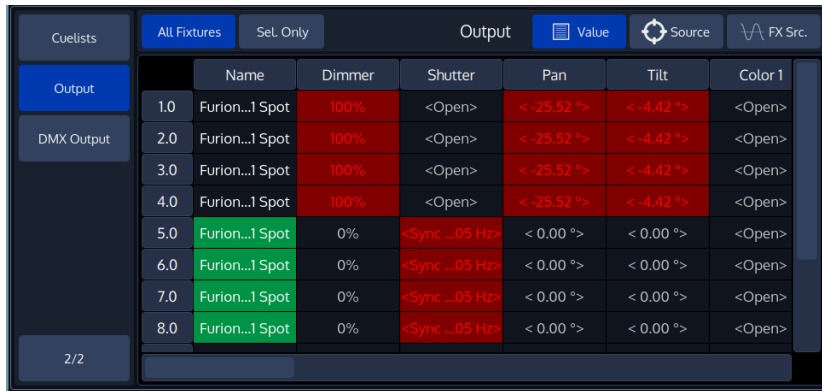 Cuelists
All Fixtures
Sel. Only
Output
Value
Source
FX Src.
Output
DMX Output
2/2
Name Dimmer Shutter Pan Tilt Color 1
1.0 Furion...1 Spot 100% <Open> < -25.52 °> < -4.42 °> <Open>
2.0 Furion...1 Spot 100% <Open> < -25.52 °> < -4.42 °> <Open>
3.0 Furion...1 Spot 100% <Open> < -25.52 °> < -4.42 °> <Open>
4.0 Furion...1 Spot 100% <Open> < -25.52 °> < -4.42 °> <Open>
5.0 Furion...1 Spot 0% <Sync ...05 Hz> < 0.00 °> < 0.00 °> <Open>
6.0 Furion...1 Spot 0% <Sync ...05 Hz> < 0.00 °> < 0.00 °> <Open>
7.0 Furion...1 Spot 0% <Sync ...05 Hz> < 0.00 °> < 0.00 °> <Open>
8.0 Furion...1 Spot 0% <Sync ...05 Hz> < 0.00 °> < 0.00 °> <Open>